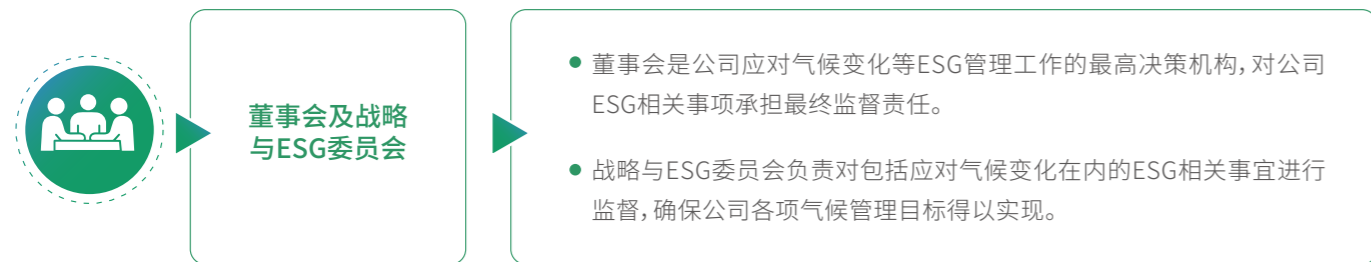 董事会及战略
与ESG委员会
董事会是公司应对气候变化等ESG管理工作的最高决策机构,对公司
ESG相关事项承担最终监督责任。
战略与ESG委员会负责对包括应对气候变化在内的ESG相关事宜进行
监督,确保公司各项气候管理目标得以实现。